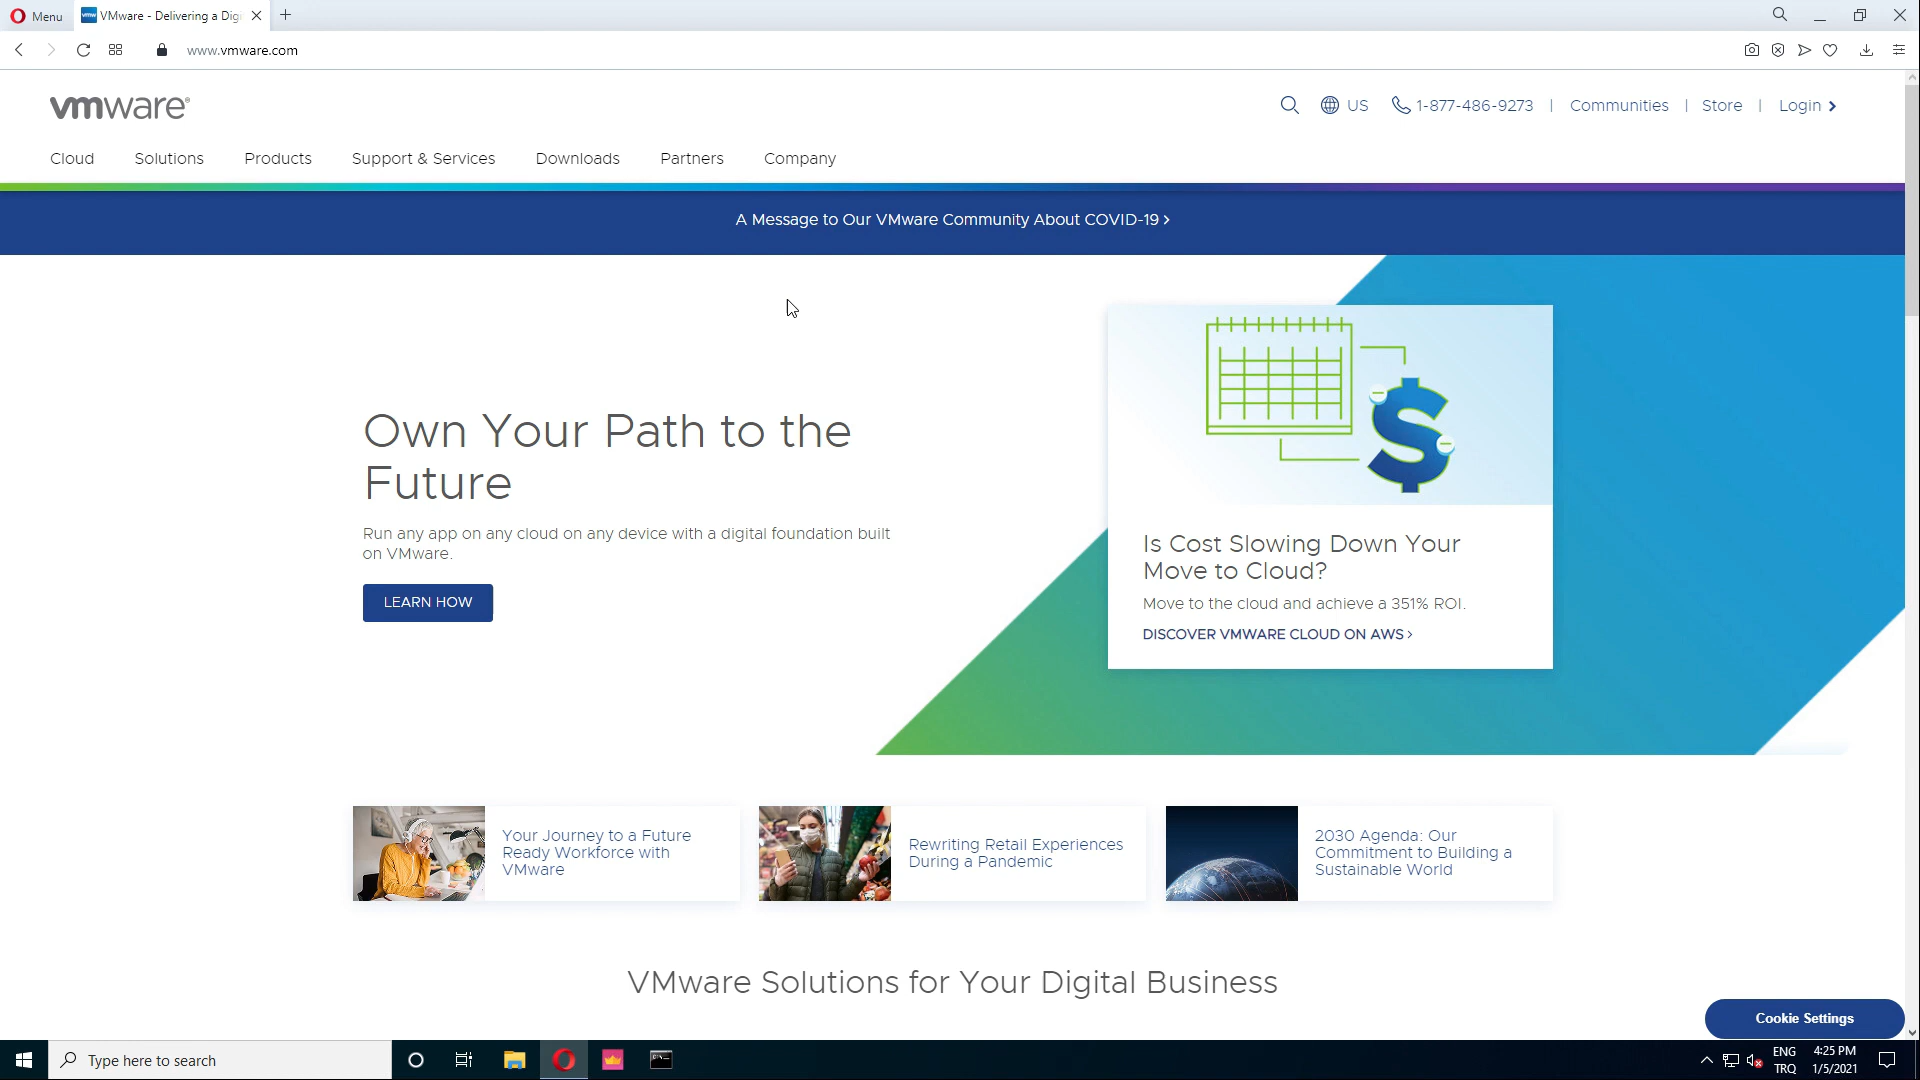 Menu
vmw VMware - Delivering a Dig
www.vmware.com
vmware®
US
1-877-486-9273 | Communities | Store | Login
Cloud Solutions Products Support & Services Downloads Partners Company
A Message to Our VMware Community About COVID-19 >
Own Your Path to the
Future
Run any app on any cloud on any device with a digital foundation built
on VMware.
LEARN HOW
$
Is Cost Slowing Down Your
Move to Cloud?
Move to the cloud and achieve a 351% ROI.
DISCOVER VMWARE CLOUD ON AWS >
Your Journey to a Future
Ready Workforce with
VMware
Rewriting Retail Experiences
During a Pandemic
2030 Agenda: Our
Commitment to Building a
Sustainable World
VMware Solutions for Your Digital Business
Cookie Settings
Type here to search
ENG
TRQ
4:25 PM
1/5/2021